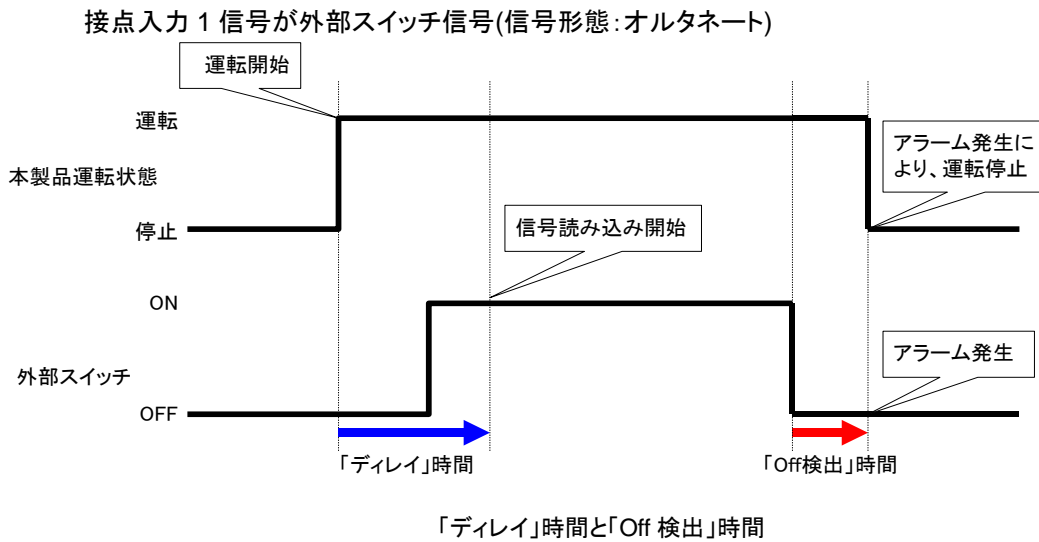 接点入力 1 信号が外部スイッチ信号(信号形態：オルタネート)
運転開始
運転
本製品運転状態
停止
アラーム発生に
より、運転停止
信号読み込み開始
ON
外部スイッチ
OFF
アラーム発生
「ディレイ」時間
「Off検出」時間
「ディレイ」時間と「Off 検出」時間